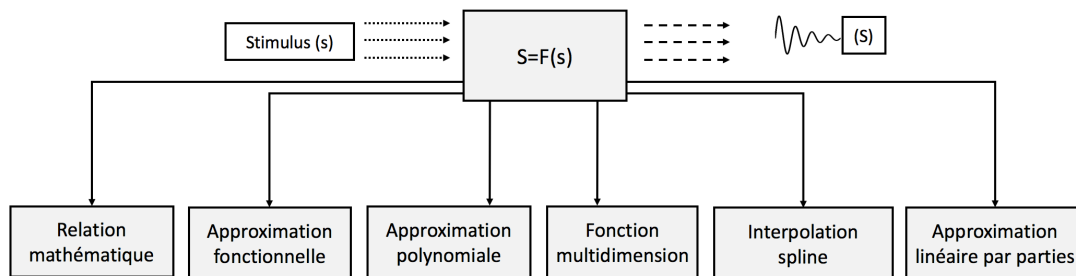 Stimulus (s)
S=F(s)
(S)
Relation
mathématique
Approximation
fonctionnelle
Approximation
polynomiale
Fonction
multidimension
Interpolation
spline
Approximation
linéaire par parties